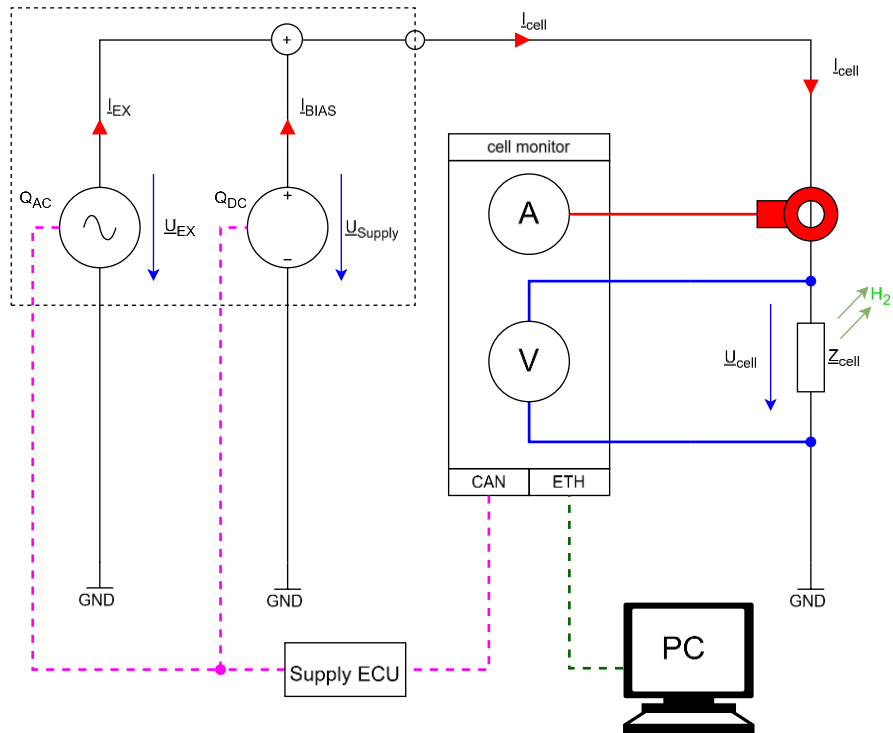 I_cell
I_cell
+
I_EX
I_BIAS
cell monitor
Q_AC
Q_DC
+
A
U_EX
U_Supply
−
H_2
V
U_cell
Z_cell
CAN
ETH
GND
GND
GND
Supply ECU
PC